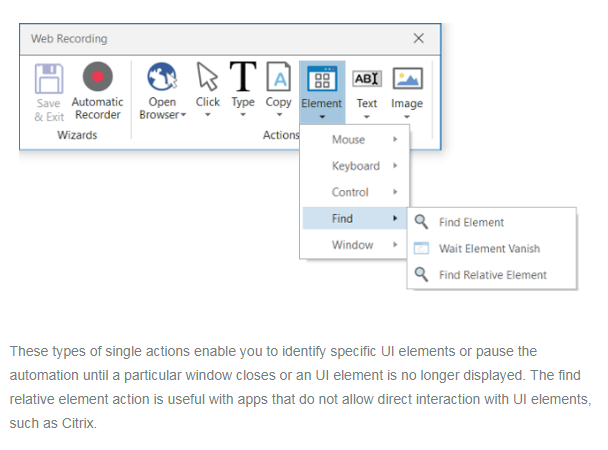 Web Recording
Save & Exit
Automatic Recorder
Open Browser
Click
Type
Copy
Element
Text
Image
Wizards
Actions
Mouse
Keyboard
Control
Find
Window
Find Element
Wait Element Vanish
Find Relative Element
These types of single actions enable you to identify specific UI elements or pause the
automation until a particular window closes or an UI element is no longer displayed. The find
relative element action is useful with apps that do not allow direct interaction with UI elements,
such as Citrix.